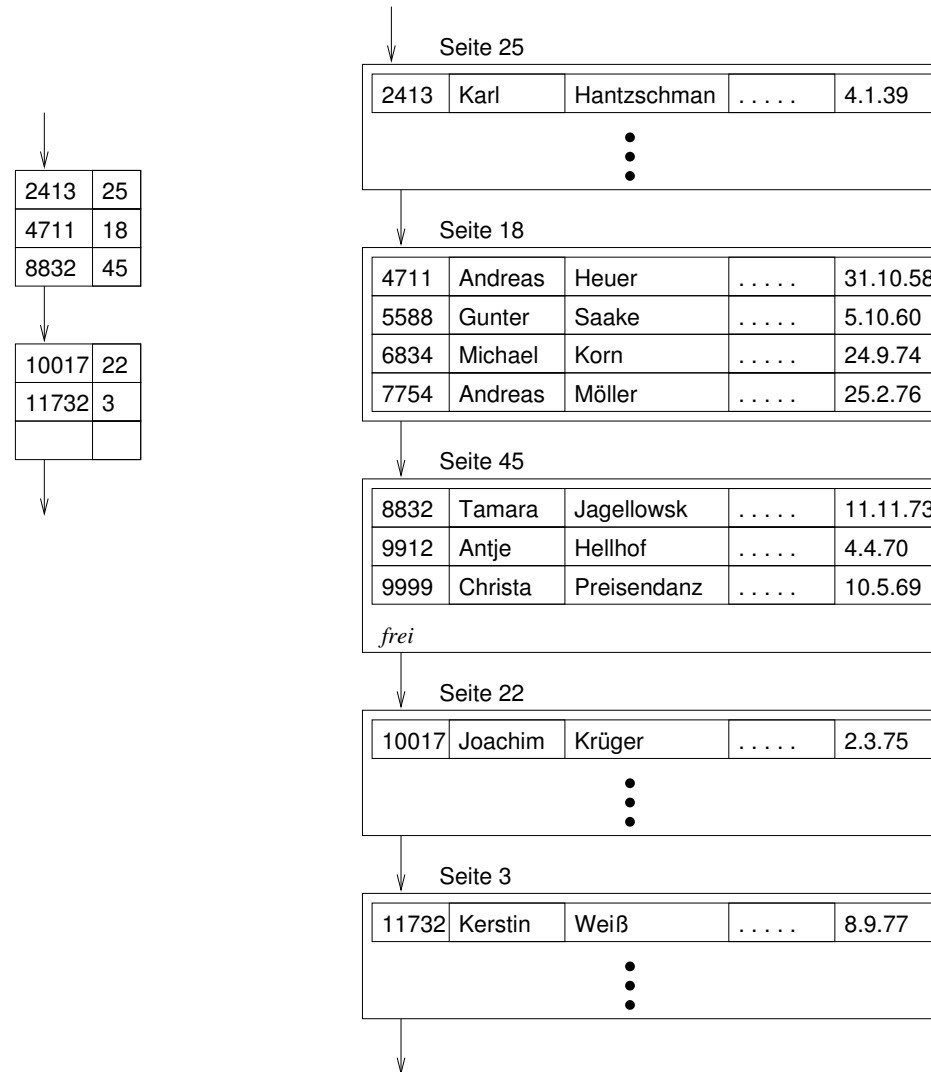 2413 25
4711 18
8832 45
10017 22
11732 3
Seite 25
2413 Karl Hantzschman . . . . . 4.1.39
Seite 18
4711 Andreas Heuer . . . . . 31.10.58
5588 Gunter Saake . . . . . 5.10.60
6834 Michael Korn . . . . . 24.9.74
7754 Andreas Möller . . . . . 25.2.76
Seite 45
8832 Tamara Jagellowsk . . . . . 11.11.73
9912 Antje Hellhof . . . . . 4.4.70
9999 Christa Preisendanz . . . . . 10.5.69
frei
Seite 22
10017 Joachim Krüger . . . . . 2.3.75
Seite 3
11732 Kerstin Weiß . . . . . 8.9.77